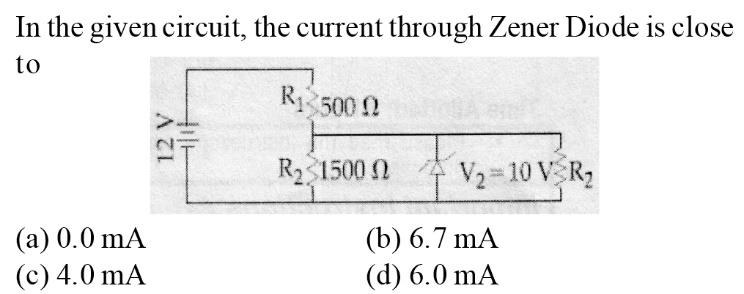 In the given circuit, the current through Zener Diode is close
to
R₁ 500 Ω
12 V
R₂ 1500 Ω
V₂=10 V R₂
(a) 0.0 mA (b) 6.7 mA
(c) 4.0 mA (d) 6.0 mA